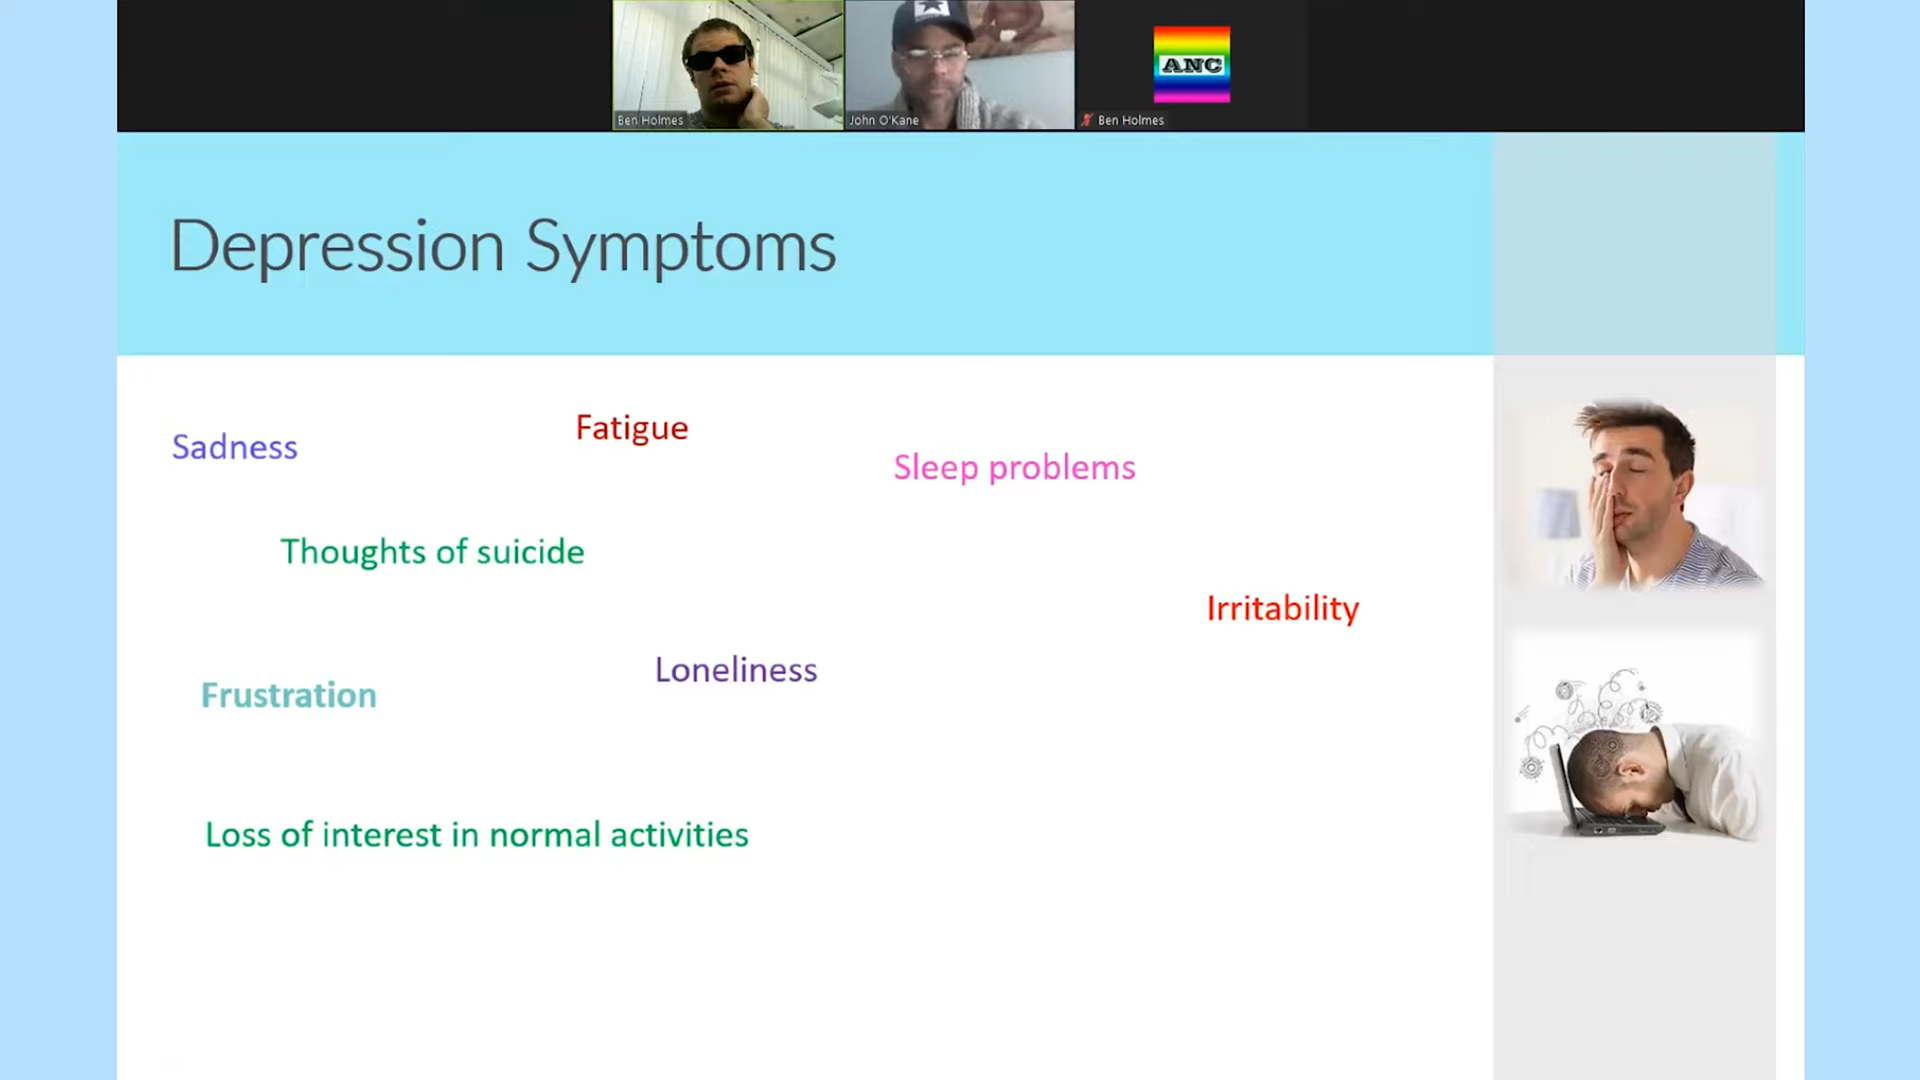 Ben Holmes
John O'Kane
ANC
Ben Holmes
Depression Symptoms
Sadness
Fatigue
Sleep problems
Thoughts of suicide
Irritability
Loneliness
Frustration
Loss of interest in normal activities